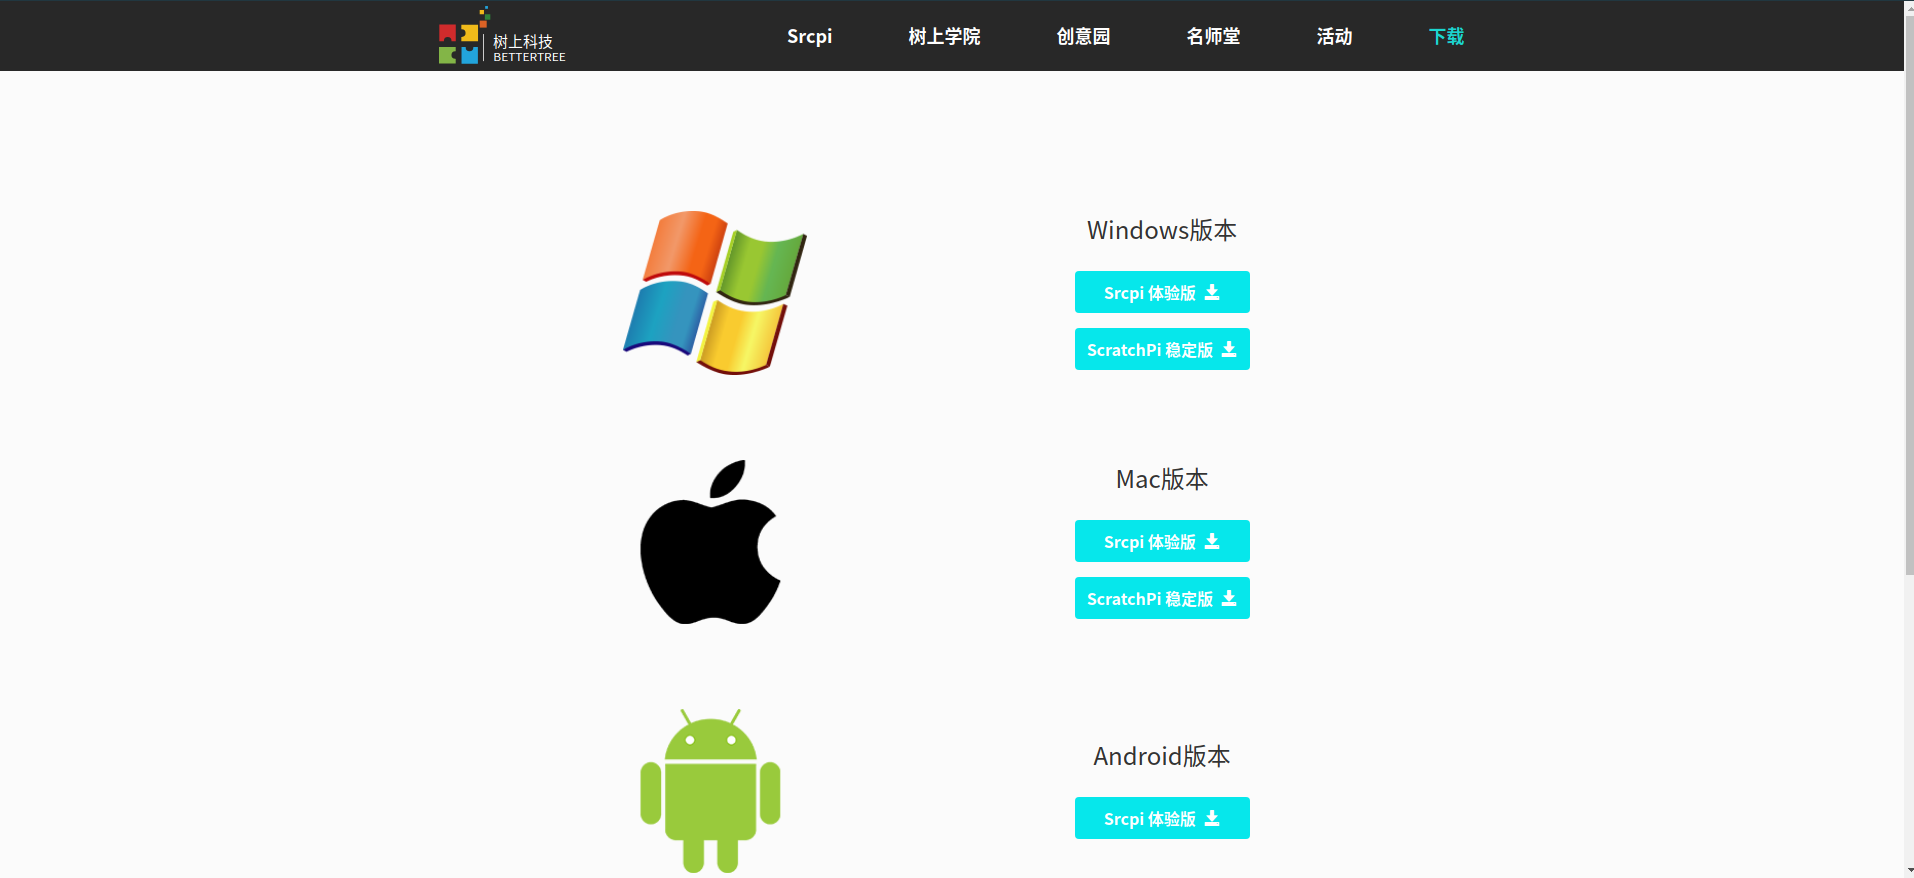 树上科技
BETTERTREE
Srcpi
树上学院
创意园
名师堂
活动
下载
Windows版本
Srcpi 体验版
ScratchPi 稳定版
Mac版本
Srcpi 体验版
ScratchPi 稳定版
Android版本
Srcpi 体验版